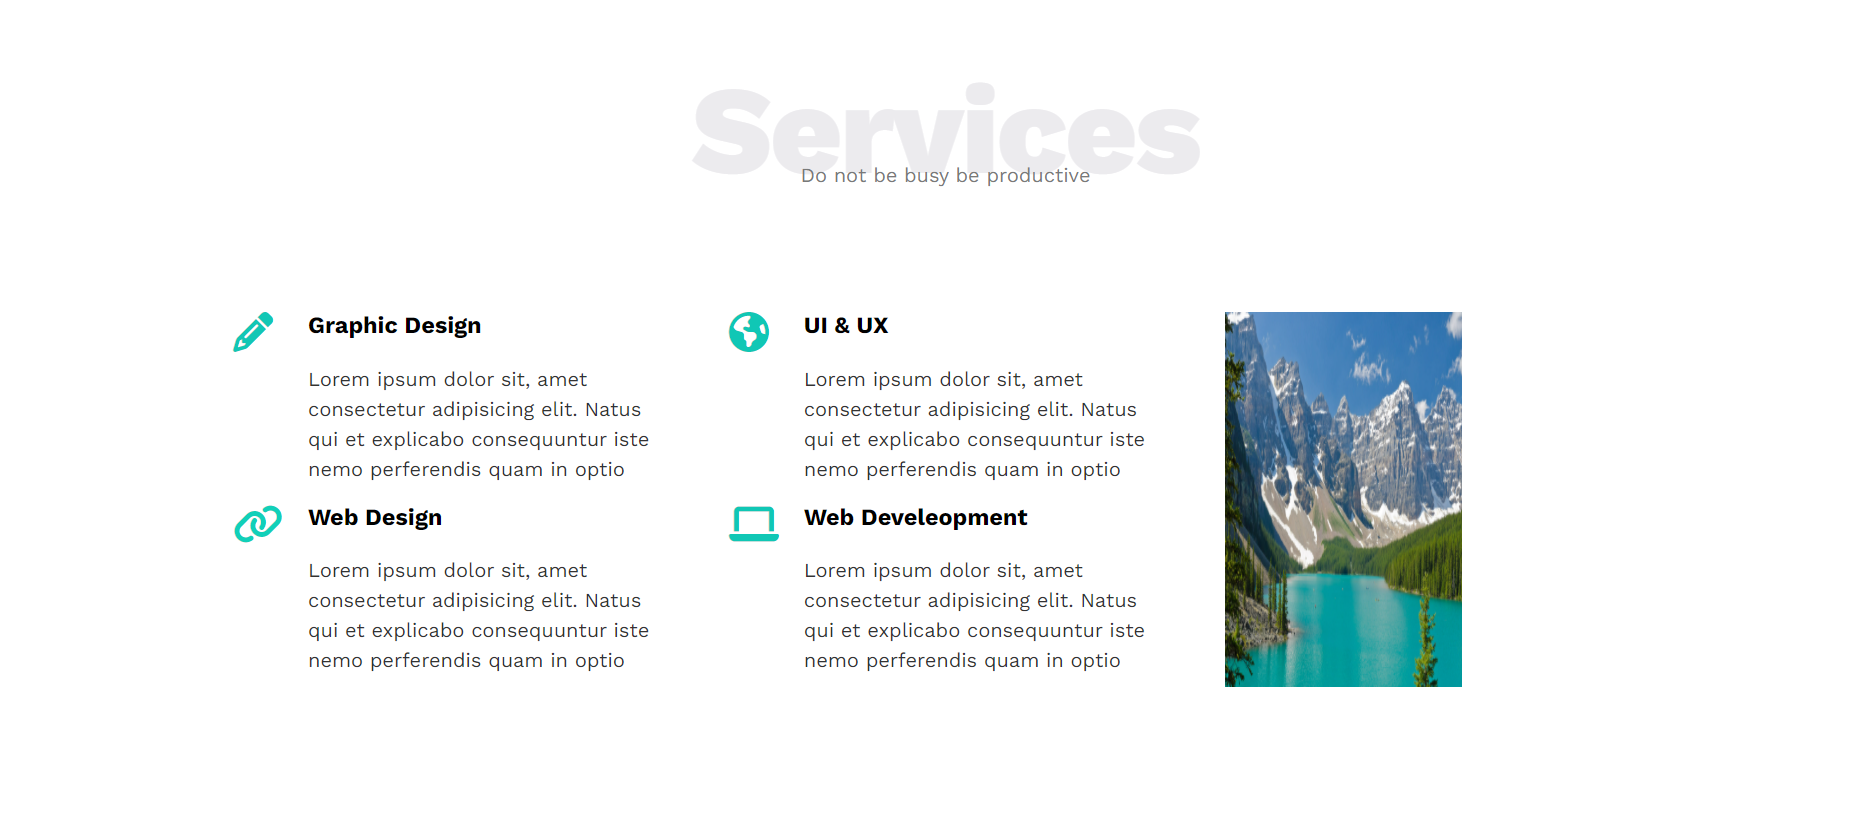 Services
Do not be busy be productive
Graphic Design
Lorem ipsum dolor sit, amet
consectetur adipisicing elit. Natus
qui et explicabo consequuntur iste
nemo perferendis quam in optio
UI & UX
Lorem ipsum dolor sit, amet
consectetur adipisicing elit. Natus
qui et explicabo consequuntur iste
nemo perferendis quam in optio
Web Design
Lorem ipsum dolor sit, amet
consectetur adipisicing elit. Natus
qui et explicabo consequuntur iste
nemo perferendis quam in optio
Web Develeopment
Lorem ipsum dolor sit, amet
consectetur adipisicing elit. Natus
qui et explicabo consequuntur iste
nemo perferendis quam in optio